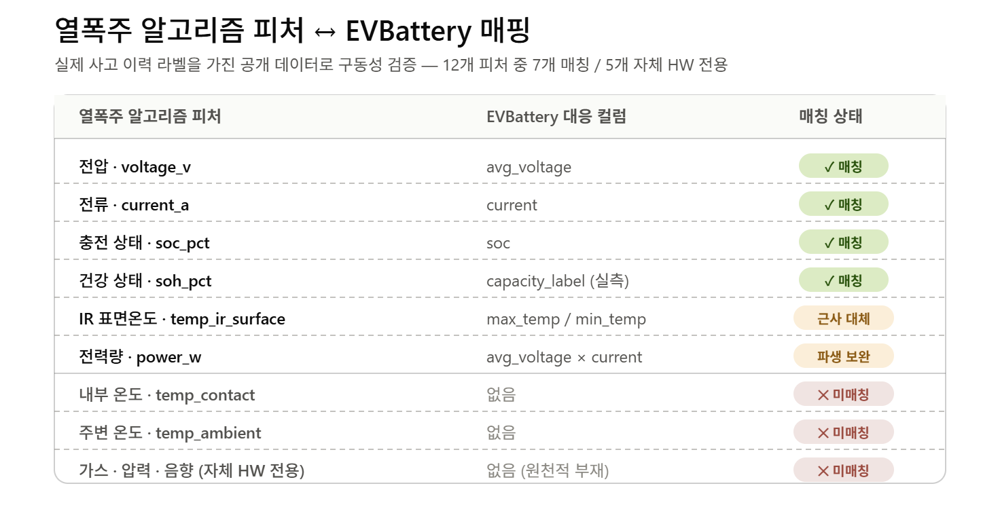 열폭주 알고리즘 피처 ↔ EVBattery 매핑
실제 사고 이력 라벨을 가진 공개 데이터로 구동성 검증 — 12개 피처 중 7개 매칭 / 5개 자체 HW 전용
열폭주 알고리즘 피처 EVBattery 대응 컬럼 매칭 상태
전압 · voltage_v avg_voltage ✓ 매칭
전류 · current_a current ✓ 매칭
충전 상태 · soc_pct soc ✓ 매칭
건강 상태 · soh_pct capacity_label (실측) ✓ 매칭
IR 표면온도 · temp_ir_surface max_temp / min_temp 근사 대체
전력량 · power_w avg_voltage × current 파생 보완
내부 온도 · temp_contact 없음 ✕ 미매칭
주변 온도 · temp_ambient 없음 ✕ 미매칭
가스 · 압력 · 음향 (자체 HW 전용) 없음 (원천적 부재) ✕ 미매칭